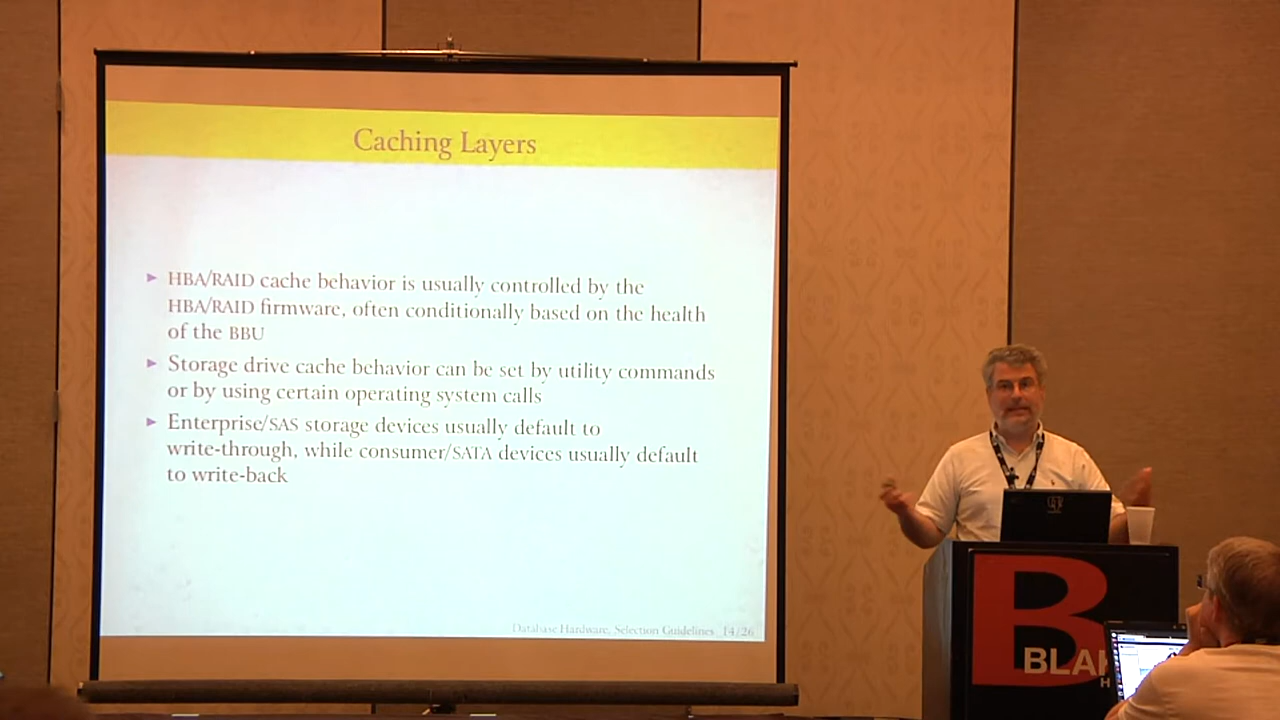 Caching Layers
HBA/RAID cache behavior is usually controlled by the
HBA/RAID firmware, often conditionally based on the health
of the BBU
Storage drive cache behavior can be set by utility commands
or by using certain operating system calls
Enterprise/SAS storage devices usually default to
write-through, while consumer/SATA devices usually default
to write-back
Database Hardware, Selection Guidelines 14/26
B